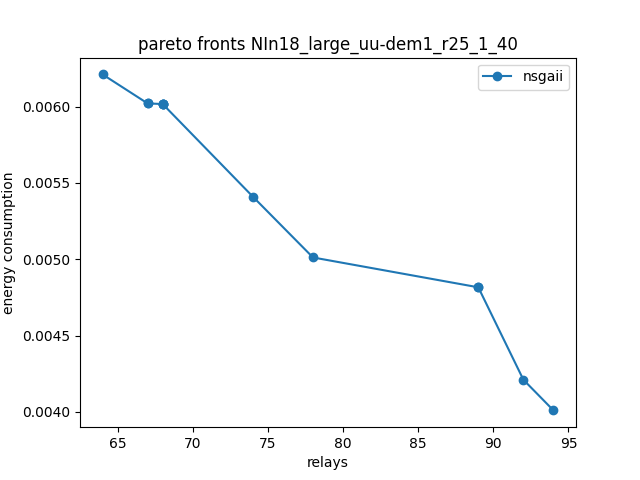 pareto fronts NIn18_large_uu-dem1_r25_1_40
nsgaii
energy consumption
0.0060
0.0055
0.0050
0.0045
0.0040
65 70 75 80 85 90 95
relays